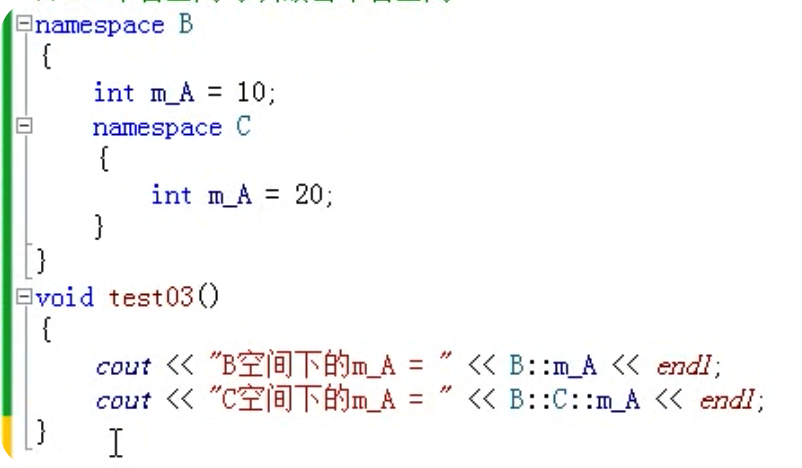 namespace B
{
    int m_A = 10;
    namespace C
    {
        int m_A = 20;
    }
}
void test03()
{
    cout << "B空间下的m_A = " << B::m_A << endl;
    cout << "C空间下的m_A = " << B::C::m_A << endl;
}